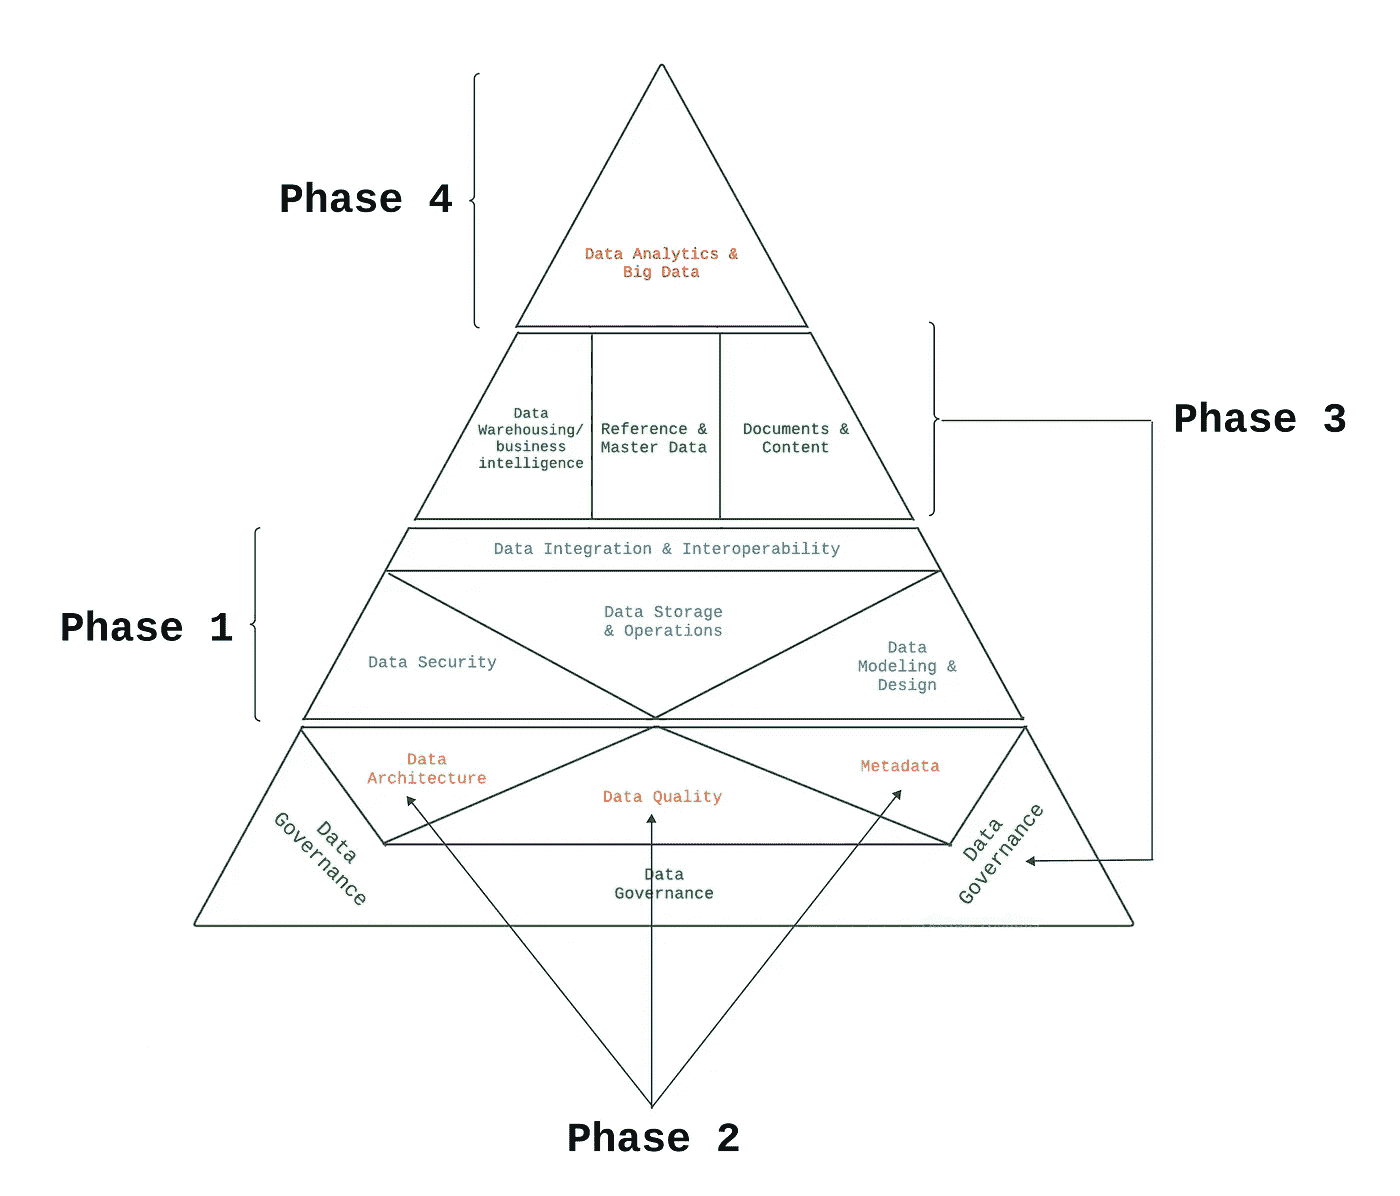 Phase 4
Data Analytics &
Big Data
Data
Warehousing/
business
intelligence
Reference &
Master Data
Documents &
Content
Phase 3
Data Integration & Interoperability
Phase 1
Data Storage
& Operations
Data Security
Data
Modeling &
Design
Data
Architecture
Data Quality
Metadata
Data
Governance
Data
Governance
Data
Governance
Phase 2